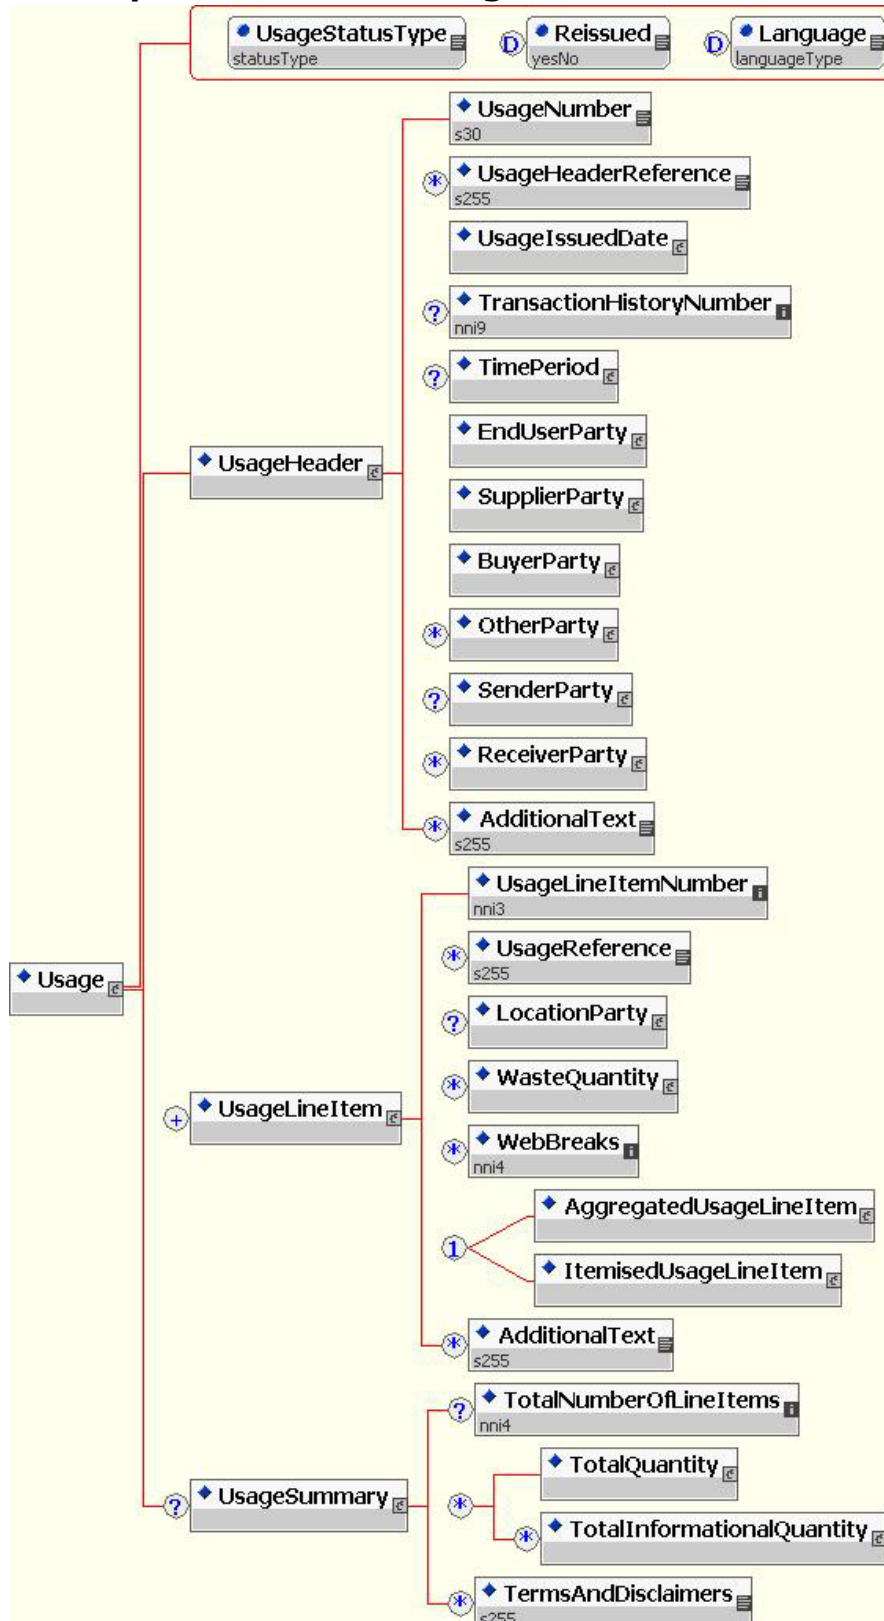 UsageStatusType
statusType
D
Reissued
yesNo
D
Language
languageType
UsageNumber
s30
*
UsageHeaderReference
s255
UsageIssuedDate
?
TransactionHistoryNumber
nni9
?
TimePeriod
EndUserParty
UsageHeader
SupplierParty
BuyerParty
*
OtherParty
?
SenderParty
*
ReceiverParty
*
AdditionalText
s255
UsageLineItemNumber
nni3
*
UsageReference
s255
Usage
?
LocationParty
*
WasteQuantity
+
UsageLineItem
*
WebBreaks
nni4
1
AggregatedUsageLineItem
ItemisedUsageLineItem
*
AdditionalText
s255
?
TotalNumberOfLineItems
nni4
TotalQuantity
?
UsageSummary
*
*
TotalInformationalQuantity
*
TermsAndDisclaimers
s255